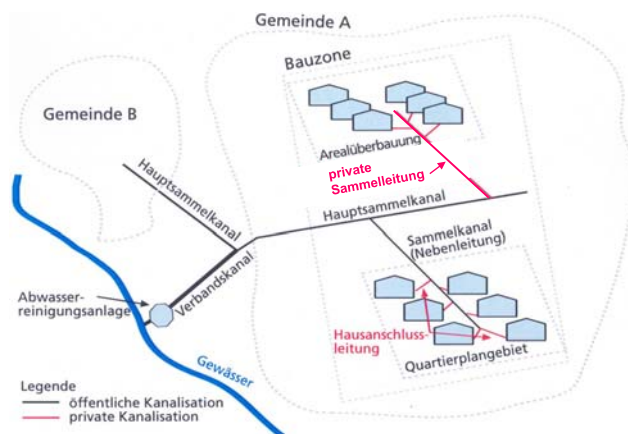 Gemeinde A
Bauzone
Gemeinde B
Arealüberbauung
private
Sammelleitung
Hauptsammelkanal
Hauptsammelkanal
Sammelkanal
(Nebenleitung)
Verbandskanal
Abwasser-
reinigungsanlage
Hausanschluss-
leitung
Quartierplangebiet
Gewässer
Legende
öffentliche Kanalisation
private Kanalisation